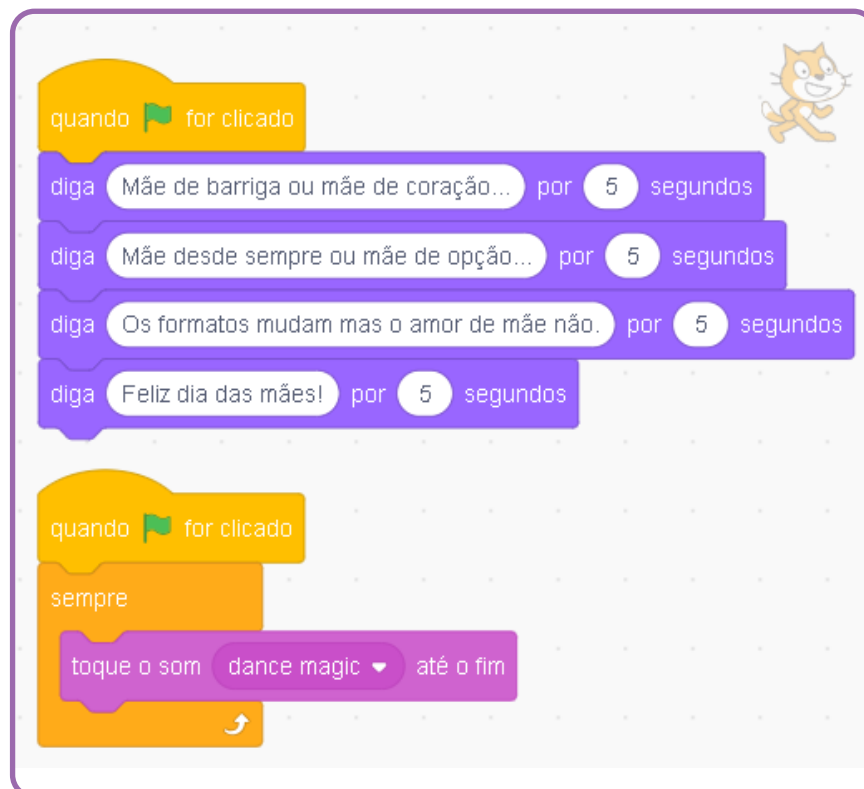 quando for clicado
diga Mãe de barriga ou mãe de coração... por 5 segundos
diga Mãe desde sempre ou mãe de opção... por 5 segundos
diga Os formatos mudam mas o amor de mãe não. por 5 segundos
diga Feliz dia das mães! por 5 segundos
quando for clicado
sempre
toque o som dance magic até o fim